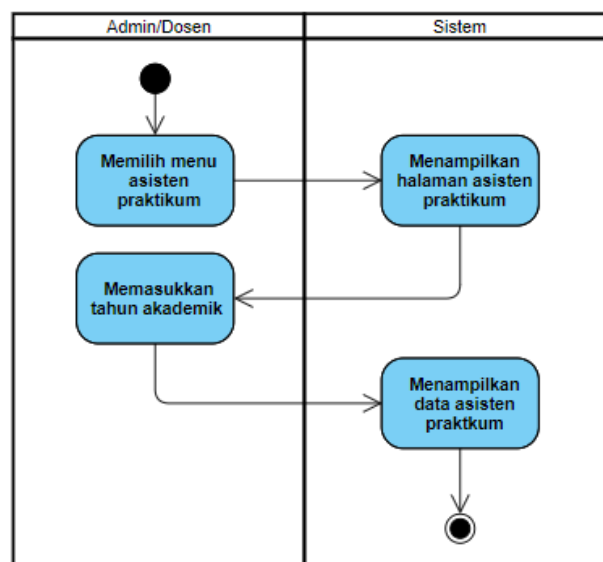 Admin/Dosen
Sistem
Memilih menu
asisten
praktikum
Menampilkan
halaman asisten
praktikum
Memasukkan
tahun akademik
Menampilkan
data asisten
praktkum